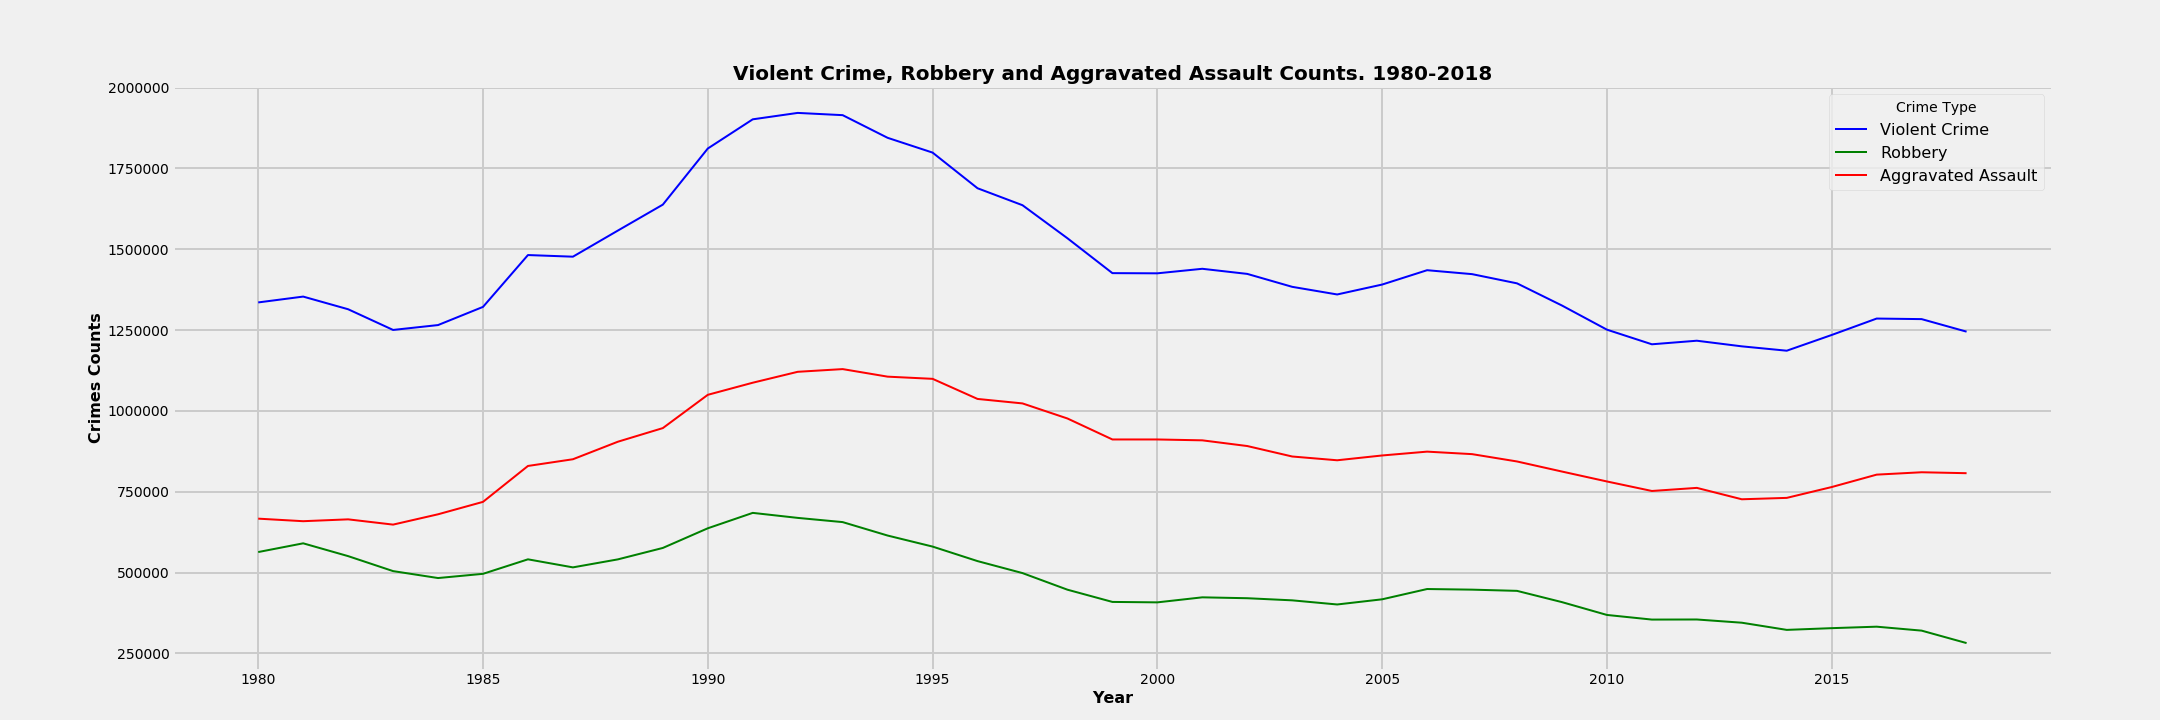 Violent Crime, Robbery and Aggravated Assault Counts. 1980-2018
Crime Type
Violent Crime
Robbery
Aggravated Assault
Crimes Counts
2000000
1750000
1500000
1250000
1000000
750000
500000
250000
1980 1985 1990 1995 2000 2005 2010 2015
Year